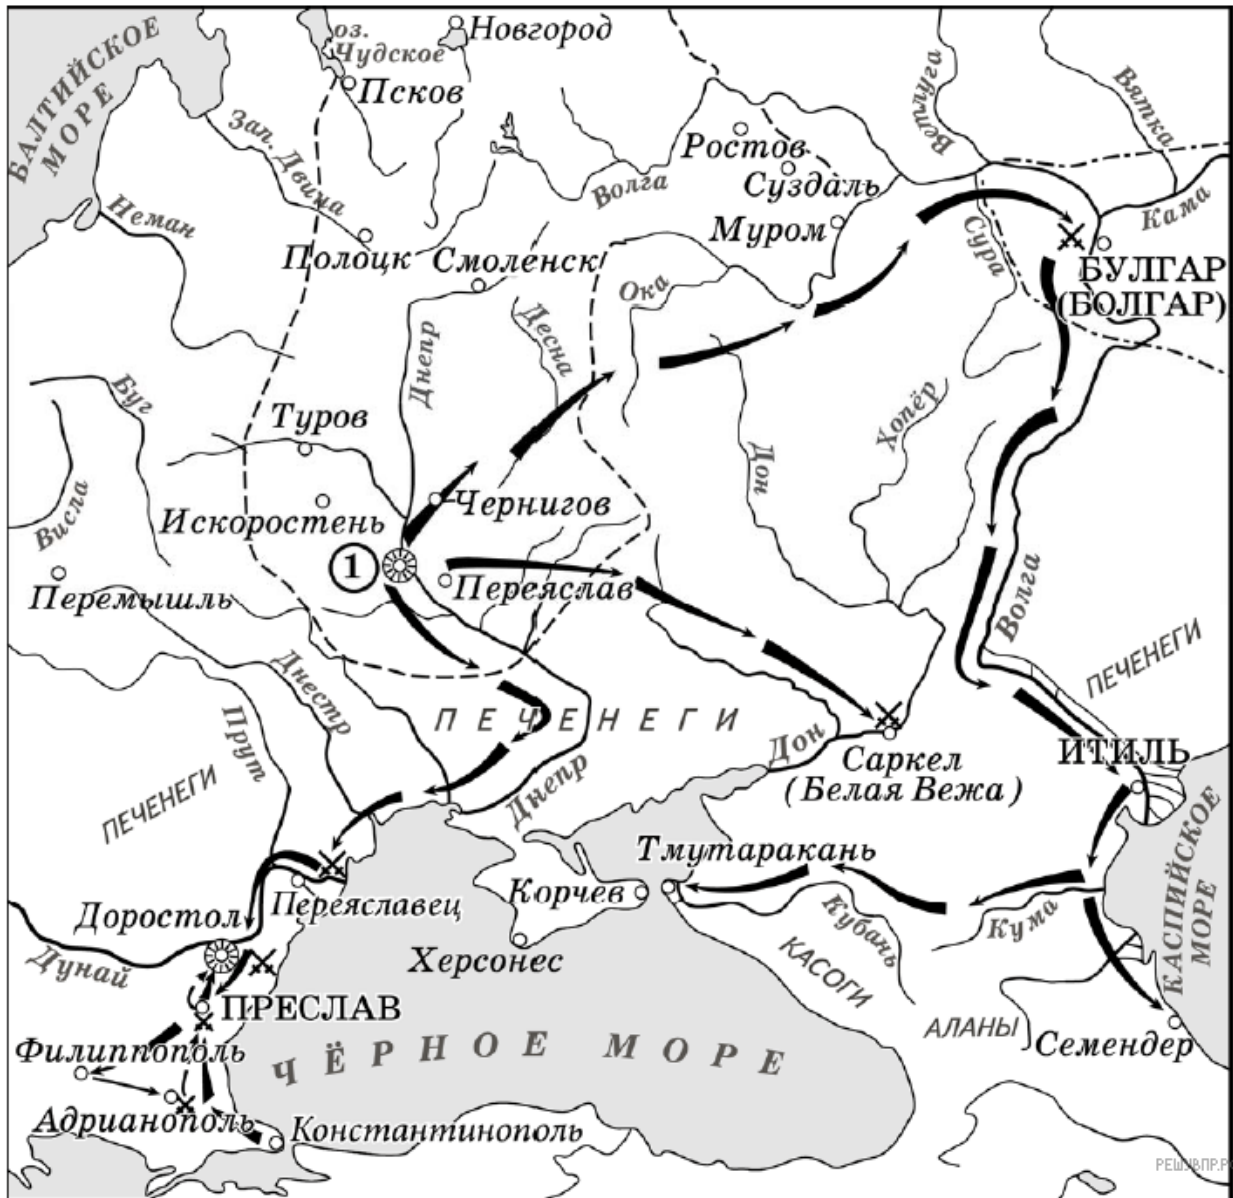 БАЛТИЙСКОЕ
МОРЕ
оз.
Чудское
Новгород
Псков
Зап. Двина
Ветлуга
Вятка
Ростов
Суздаль
Волга
Неман
Муром
Кама
Полоцк
Смоленск
Сура
БУЛГАР
(БОЛГАР)
Ока
Десна
Днепр
Буг
Туров
Хопёр
Дон
Висла
Искоростень
Чернигов
1
Переяслав
Перемышль
Волга
ПЕЧЕНЕГИ
Днестр
Прут
ПЕЧЕНЕГИ
Дон
Саркел
(Белая Вежа)
ИТИЛЬ
ПЕЧЕНЕГИ
Днепр
КАСПИЙСКОЕ
МОРЕ
Тмутаракань
Корчев
Переяславец
Доростол
Кубань
Кума
Дунай
Херсонес
КАСОГИ
ПРЕСЛАВ
АЛАНЫ
Семендер
ЧЁРНОЕ МОРЕ
Филиппополь
Адрианополь
Константинополь